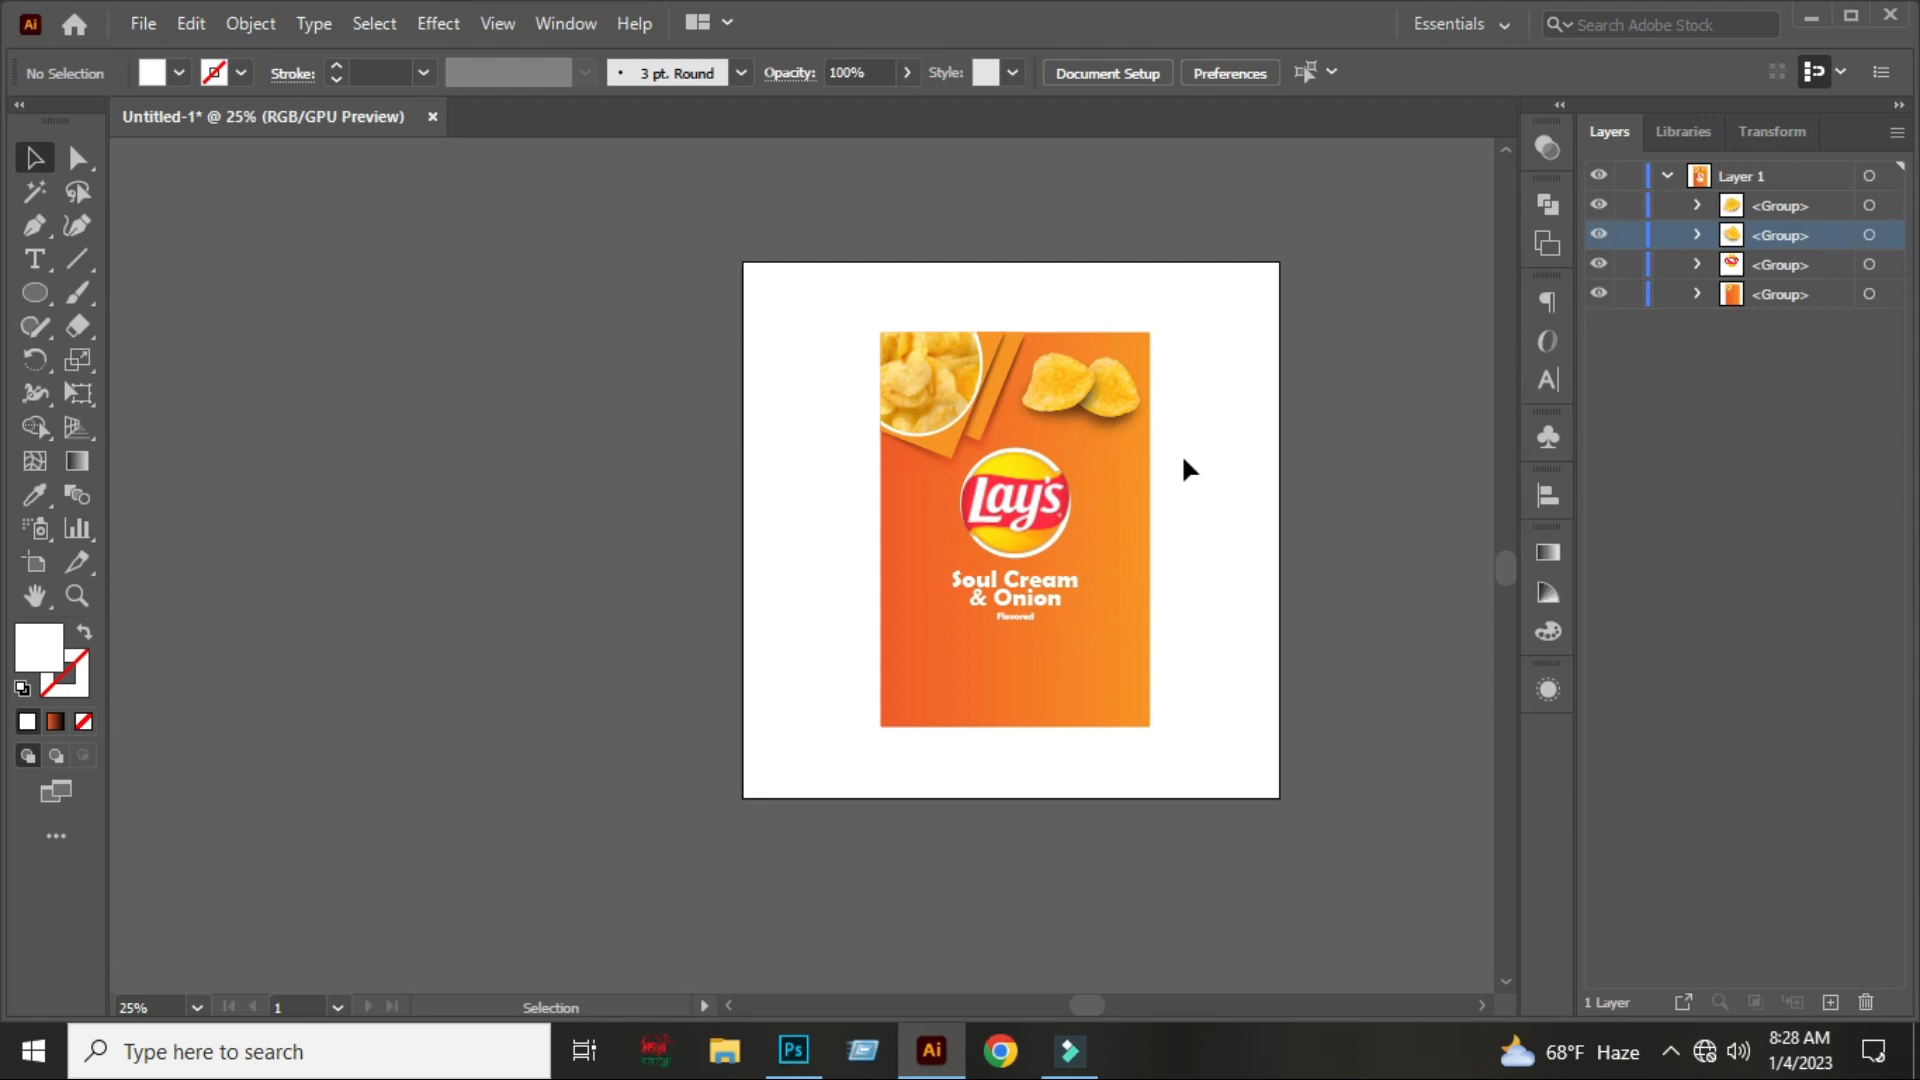 Ai File Edit Object Type Select Effect View Window Help Essentials Search Adobe Stock
No Selection Stroke: 3 pt. Round Opacity: 100% Style: Document Setup Preferences
Untitled-1* @ 25% (RGB/GPU Preview)
Layers Libraries Transform
Layer 1
<Group>
<Group>
<Group>
<Group>
Lay's
Soul Cream
& Onion
Flavored
25% 1 Selection
1 Layer
Type here to search
Ps
Ai
68°F Haze
8:28 AM
1/4/2023